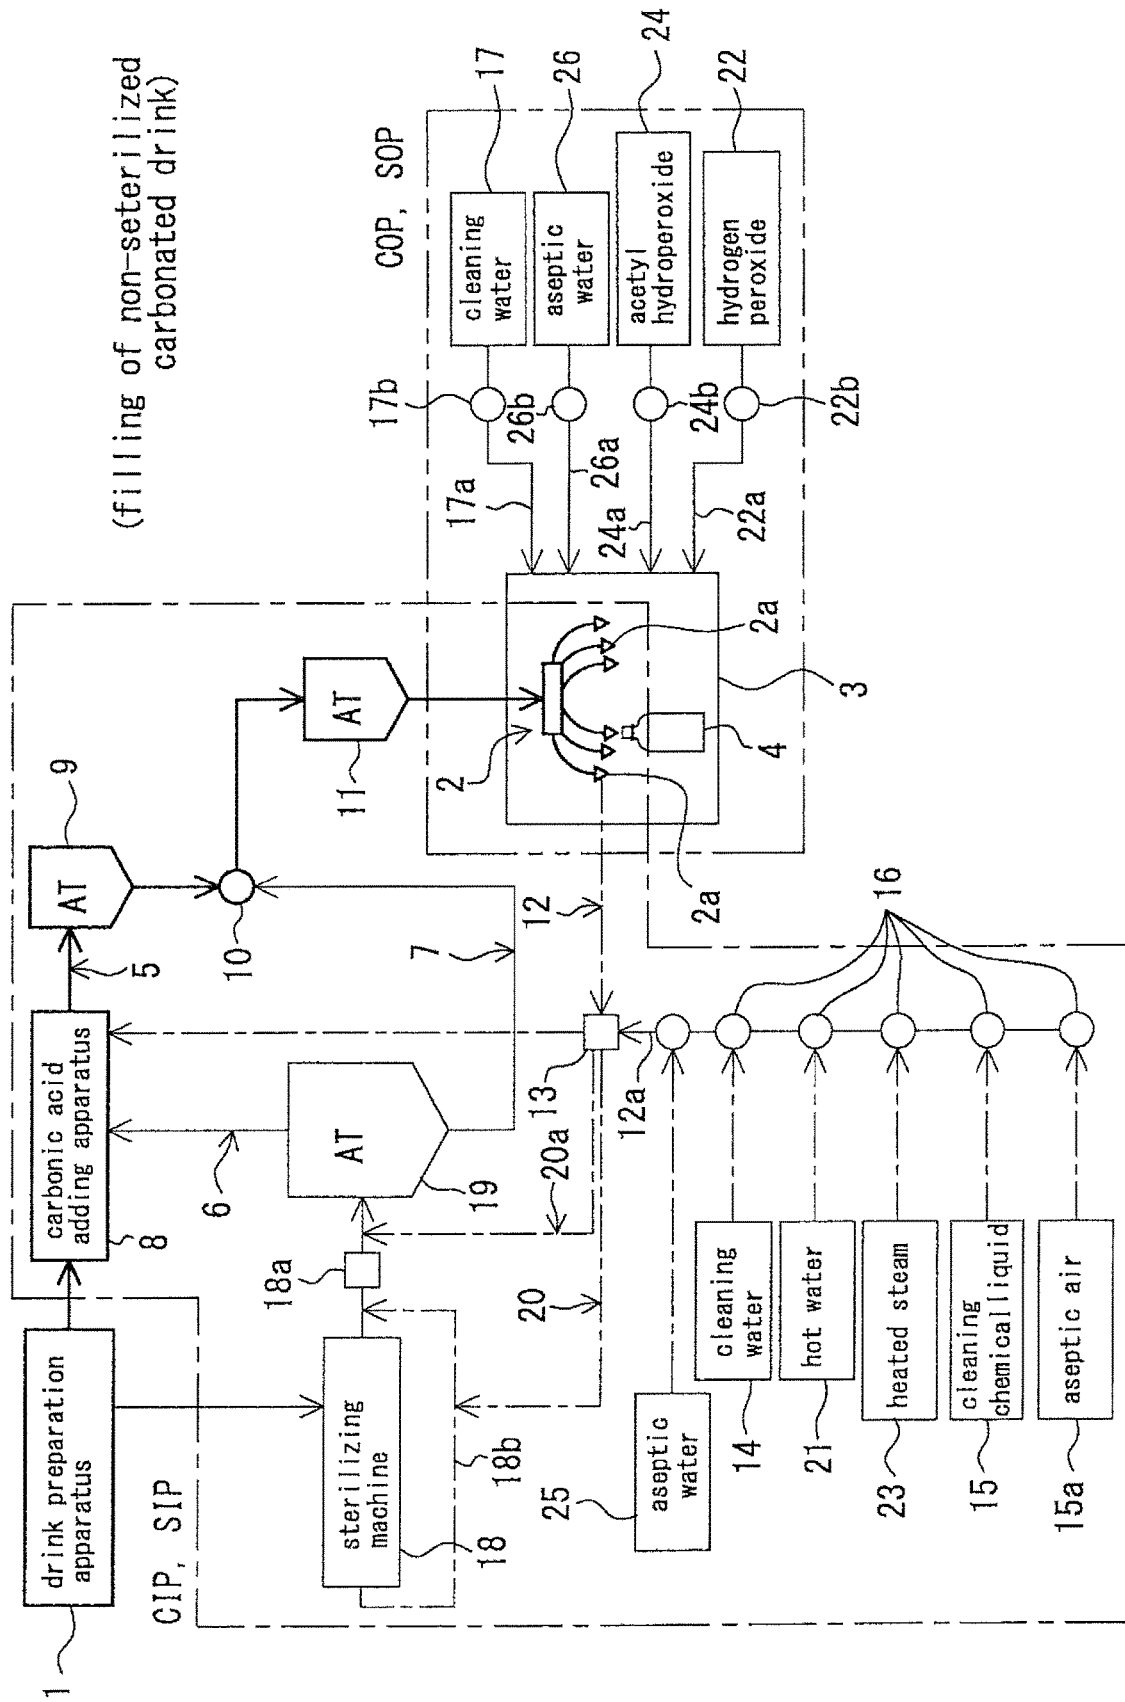 (filling of non-seterilized
carbonated drink)
1
drink preparation
apparatus
CIP, SIP
carbonic acid
adding apparatus
8
5
AT
9
10
6
7
AT
19
AT
11
sterilizing
machine
18
18a
18b
20
20a
13
12
12a
2
2a
2a
3
4
COP, SOP
17
cleaning
water
17b
17a
26
aseptic
water
26b
26a
24
acetyl
hydroperoxide
24b
24a
22
hydrogen
peroxide
22b
22a
16
25
aseptic
water
14
cleaning
water
21
hot water
23
heated steam
15
cleaning
chemicalliquid
15a
aseptic air